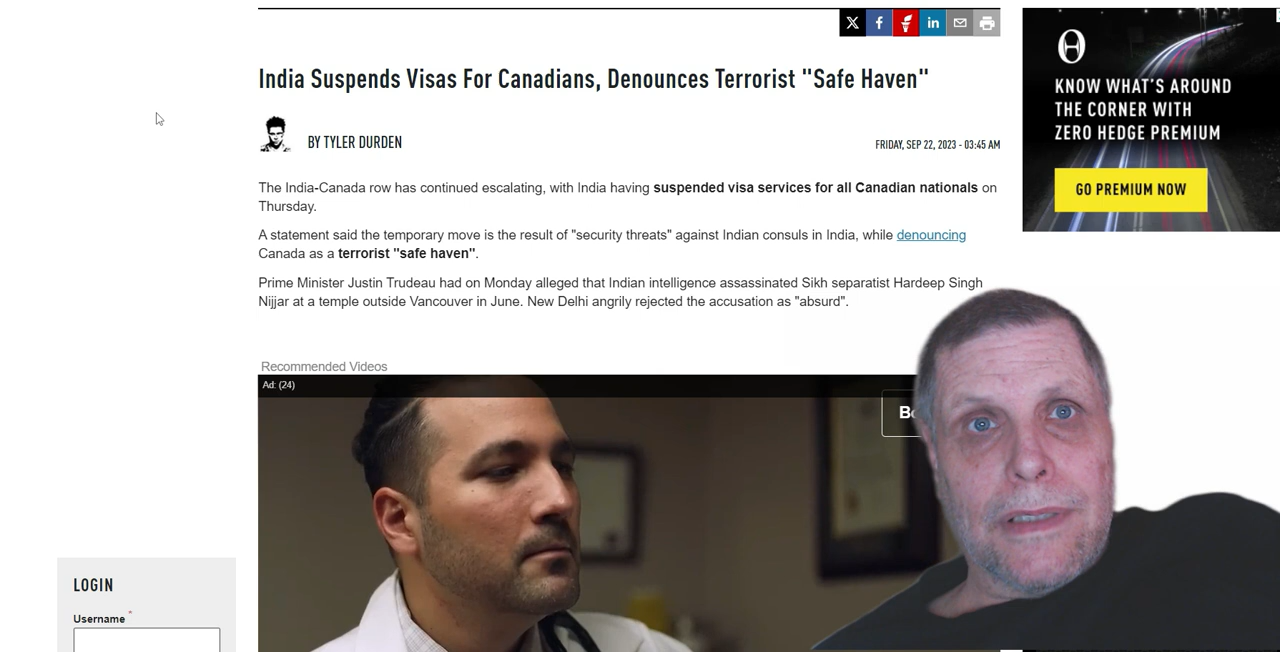 India Suspends Visas For Canadians, Denounces Terrorist "Safe Haven"
BY TYLER DURDEN
FRIDAY, SEP 22, 2023 - 03:45 AM
The India-Canada row has continued escalating, with India having suspended visa services for all Canadian nationals on
Thursday.
A statement said the temporary move is the result of "security threats" against Indian consuls in India, while denouncing
Canada as a terrorist "safe haven".
Prime Minister Justin Trudeau had on Monday alleged that Indian intelligence assassinated Sikh separatist Hardeep Singh
Nijjar at a temple outside Vancouver in June. New Delhi angrily rejected the accusation as "absurd".
Recommended Videos
Ad: (24)
KNOW WHAT'S AROUND
THE CORNER WITH
ZERO HEDGE PREMIUM
GO PREMIUM NOW
LOGIN
Username *